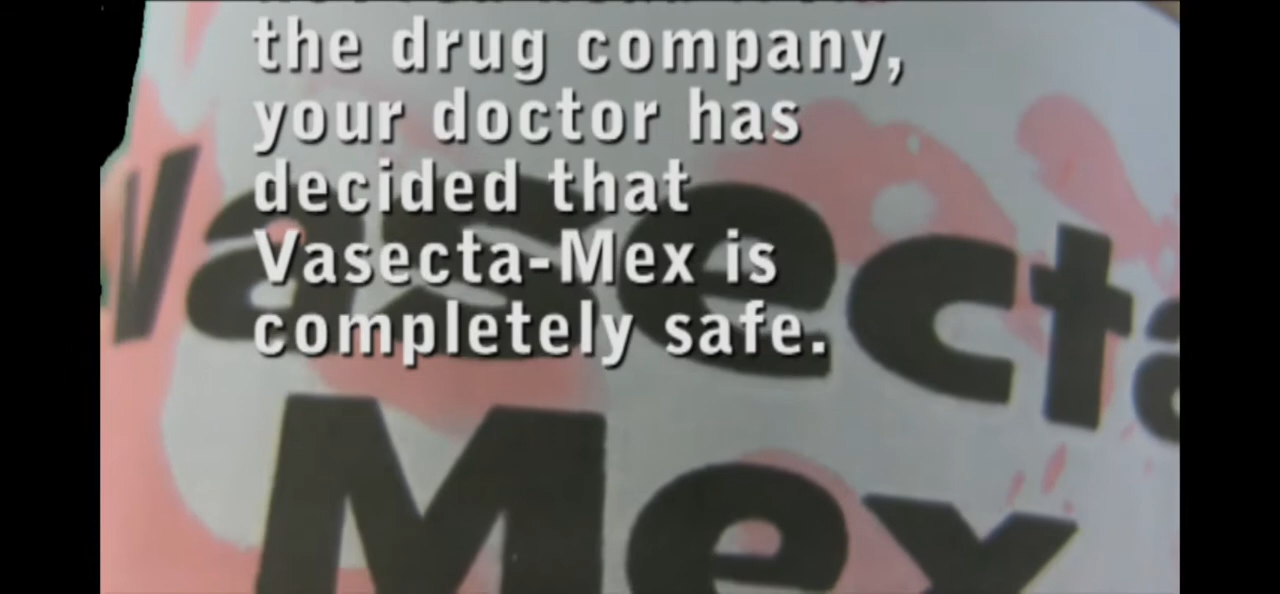 the drug company,
your doctor has
decided that
Vasecta-Mex is
completely safe.
Vasecta
Mex